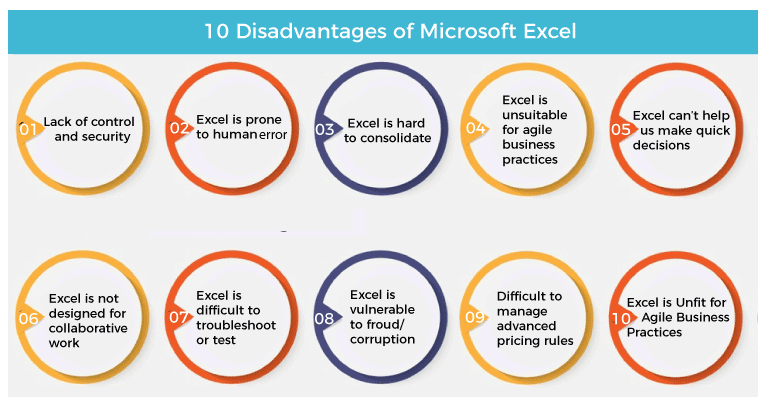 10 Disadvantages of Microsoft Excel
01
Lack of control
and security
02
Excel is prone
to human error
03
Excel is hard
to consolidate
04
Excel is
unsuitable
for agile
business
practices
05
Excel can't help
us make quick
decisions
06
Excel is not
designed for
collaborative
work
07
Excel is
difficult to
troubleshoot
or test
08
Excel is
vulnerable
to froud/
corruption
09
Difficult to
manage
advanced
pricing rules
10
Excel is Unfit for
Agile Business
Practices